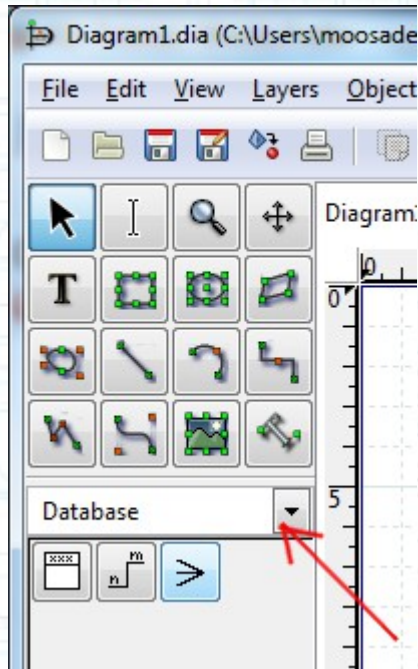 Diagram1.dia (C:\Users\moosade
File Edit View Layers Object
T
Diagram
0
0
5
Database
xxx
n m